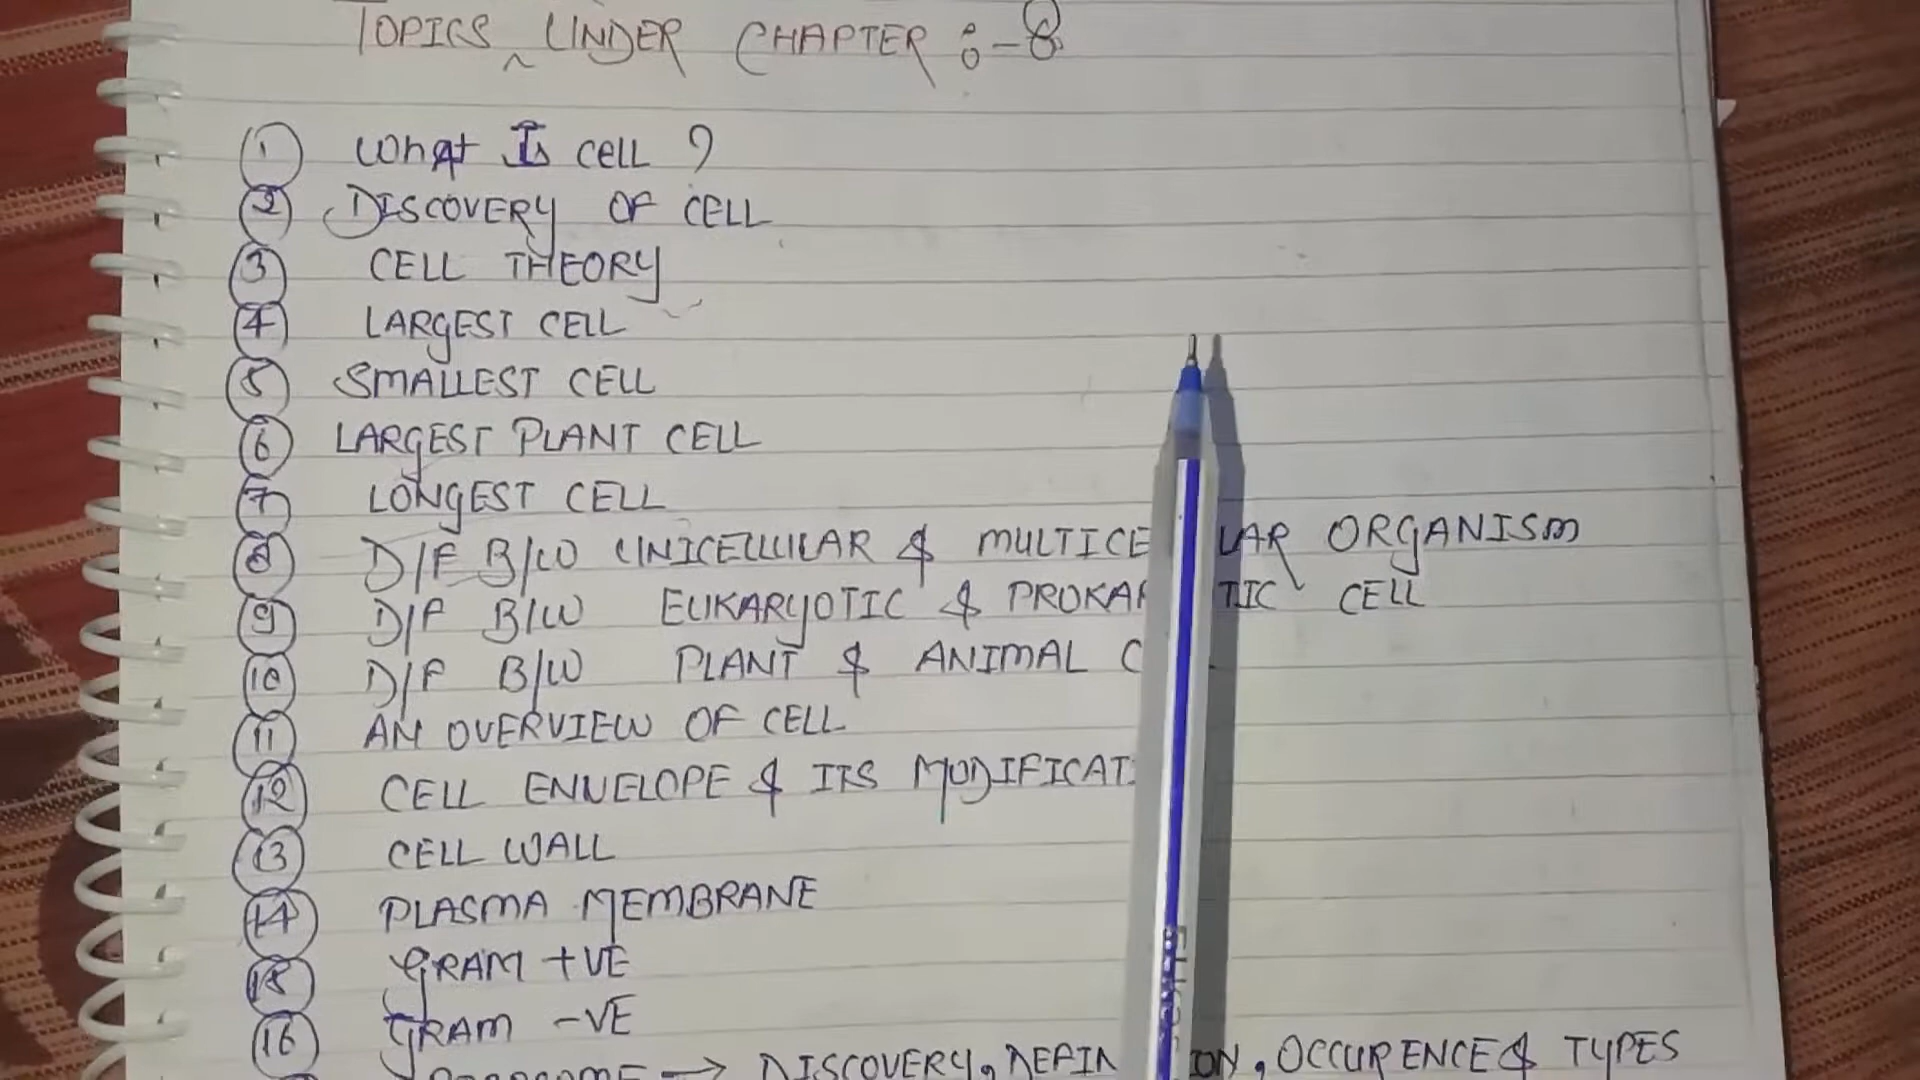 TOPICS UNDER CHAPTER :- 8
1 What Is cell ?
2 DISCOVERY OF CELL
3 CELL THEORY
4 LARGEST CELL
5 SMALLEST CELL
6 LARGEST PLANT CELL
7 LONGEST CELL
8 D/F B/W UNICELLULAR & MULTICE LAR ORGANISM
9 D/F B/W EUKARYOTIC & PROKAR TIC CELL
10 D/F B/W PLANT & ANIMAL C
11 AN OVERVIEW OF CELL
12 CELL ENVELOPE & ITS MODIFICATI
13 CELL WALL
14 PLASMA MEMBRANE
15 GRAM +VE
16 GRAM -VE
→ DISCOVERY, DEFIN ION, OCCURENCE & TYPES